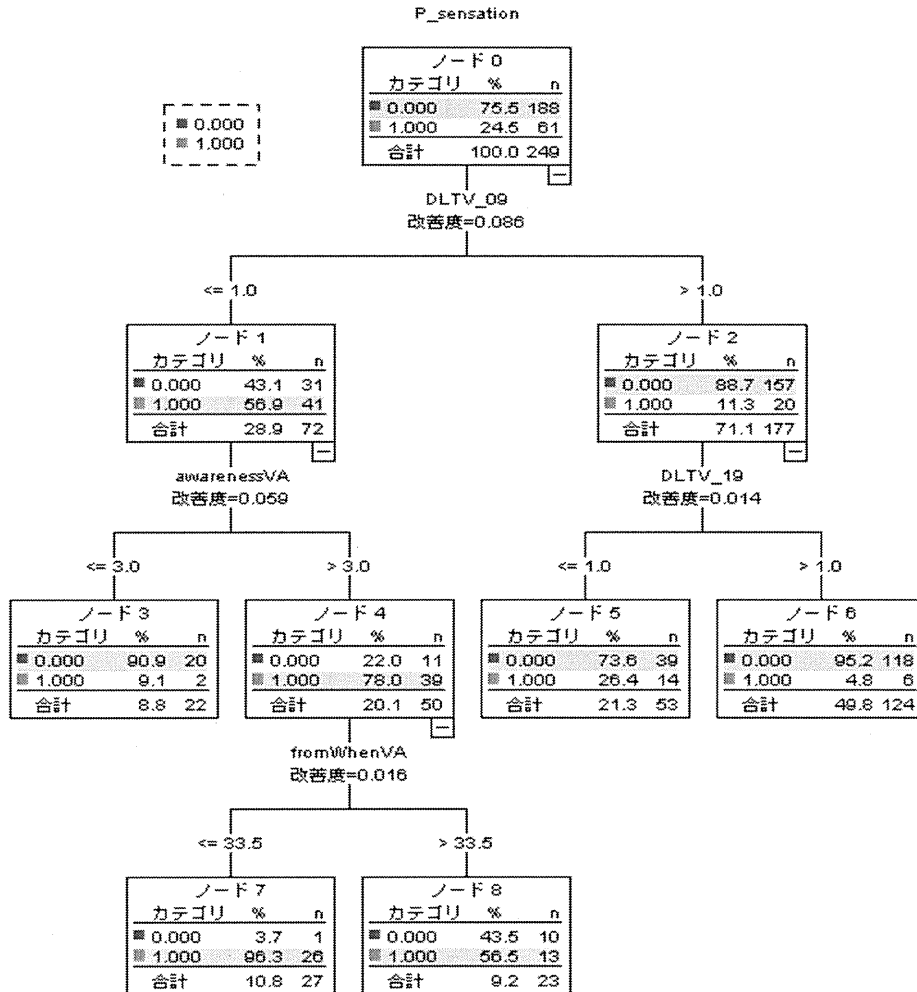 P_sensation
0.000
1.000
ノード 0
カテゴリ % n
0.000 75.5 188
1.000 24.5 61
合計 100.0 249
DLTV_09
改善度=0.086
<= 1.0
> 1.0
ノード 1
カテゴリ % n
0.000 43.1 31
1.000 56.9 41
合計 28.9 72
ノード 2
カテゴリ % n
0.000 88.7 157
1.000 11.3 20
合計 71.1 177
awarenessVA
改善度=0.059
DLTV_19
改善度=0.014
<= 3.0
> 3.0
<= 1.0
> 1.0
ノード 3
カテゴリ % n
0.000 90.9 20
1.000 9.1 2
合計 8.8 22
ノード 4
カテゴリ % n
0.000 22.0 11
1.000 78.0 39
合計 20.1 50
ノード 5
カテゴリ % n
0.000 73.6 39
1.000 26.4 14
合計 21.3 53
ノード 6
カテゴリ % n
0.000 95.2 118
1.000 4.8 6
合計 49.8 124
fromWhenVA
改善度=0.016
<= 33.5
> 33.5
ノード 7
カテゴリ % n
0.000 3.7 1
1.000 96.3 26
合計 10.8 27
ノード 8
カテゴリ % n
0.000 43.5 10
1.000 56.5 13
合計 9.2 23